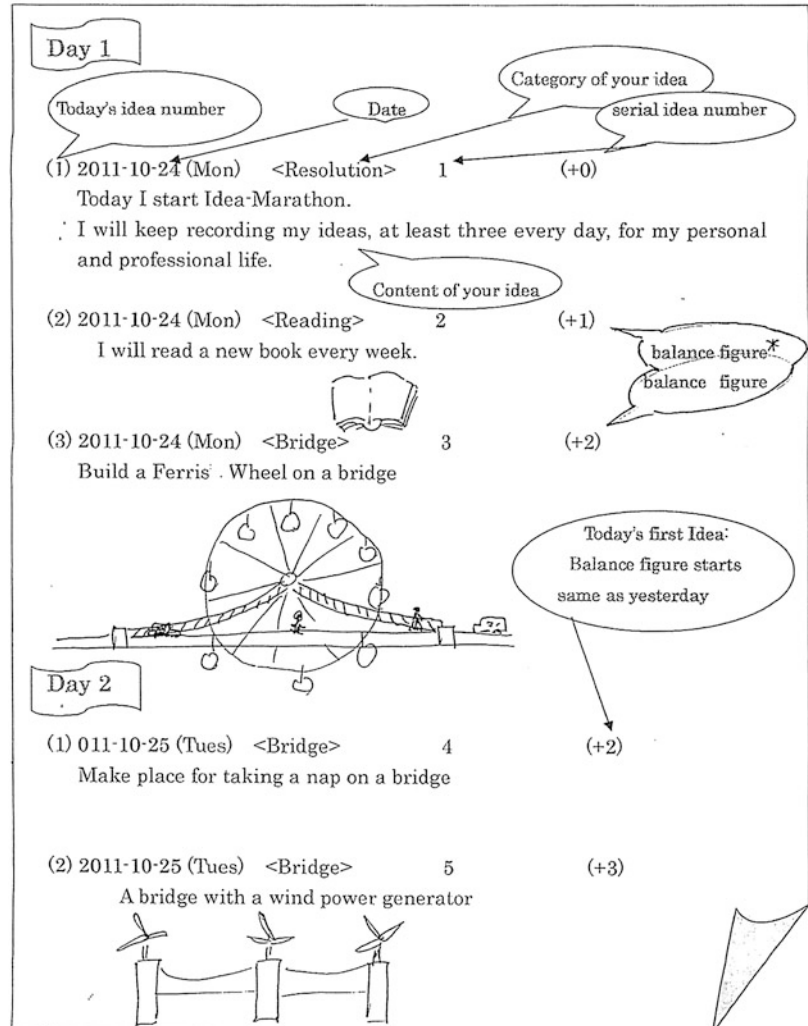 Day 1
Category of your idea
Today's idea number
Date
serial idea number
(1) 2011-10-24 (Mon) <Resolution> 1 (+0)
Today I start Idea-Marathon.
I will keep recording my ideas, at least three every day, for my personal
and professional life.
Content of your idea
(2) 2011-10-24 (Mon) <Reading> 2 (+1)
I will read a new book every week.
balance figure*
balance figure
(3) 2011-10-24 (Mon) <Bridge> 3 (+2)
Build a Ferris . Wheel on a bridge
Today's first Idea:
Balance figure starts
same as yesterday
Day 2
(1) 011-10-25 (Tues) <Bridge> 4 (+2)
Make place for taking a nap on a bridge
(2) 2011-10-25 (Tues) <Bridge> 5 (+3)
A bridge with a wind power generator